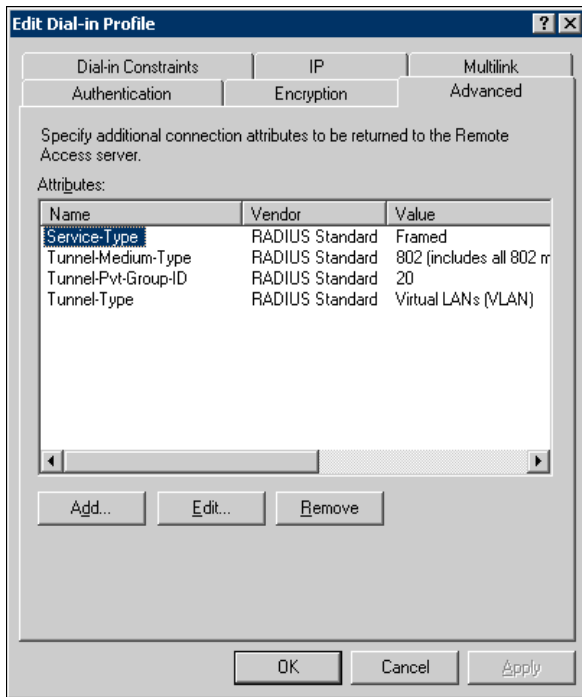 Edit Dial-in Profile
Dial-in Constraints IP Multilink
Authentication Encryption Advanced
Specify additional connection attributes to be returned to the Remote
Access server.
Attributes:
Name Vendor Value
Service-Type RADIUS Standard Framed
Tunnel-Medium-Type RADIUS Standard 802 (includes all 802 m
Tunnel-Pvt-Group-ID RADIUS Standard 20
Tunnel-Type RADIUS Standard Virtual LANs (VLAN)
Add... Edit... Remove
OK Cancel Apply